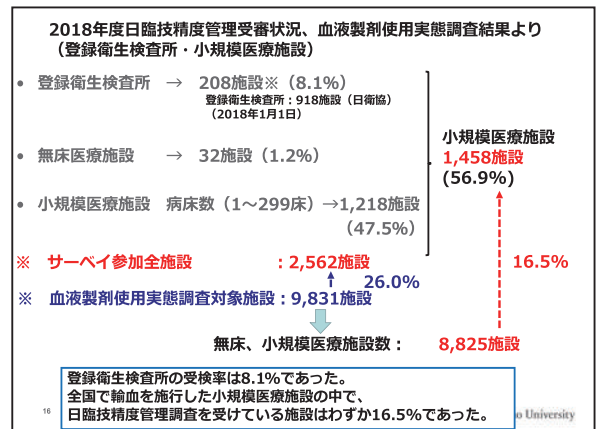 2018年度日臨技精度管理受審状況、血液製剤使用実態調査結果より
（登録衛生検査所・小規模医療施設）
• 登録衛生検査所 → 208施設※（8.1%）
登録衛生検査所：918施設（日衛協）
（2018年1月1日）
小規模医療施設
1,458施設
(56.9%)
• 無床医療施設 → 32施設（1.2%）
• 小規模医療施設 病床数（1～299床）→1,218施設
（47.5%）
※ サーベイ参加全施設 ：2,562施設
16.5%
26.0%
※ 血液製剤使用実態調査対象施設：9,831施設
無床、小規模医療施設数： 8,825施設
登録衛生検査所の受検率は8.1%であった。
全国で輸血を施行した小規模医療施設の中で、
日臨技精度管理調査を受けている施設はわずか16.5%であった。
16
University